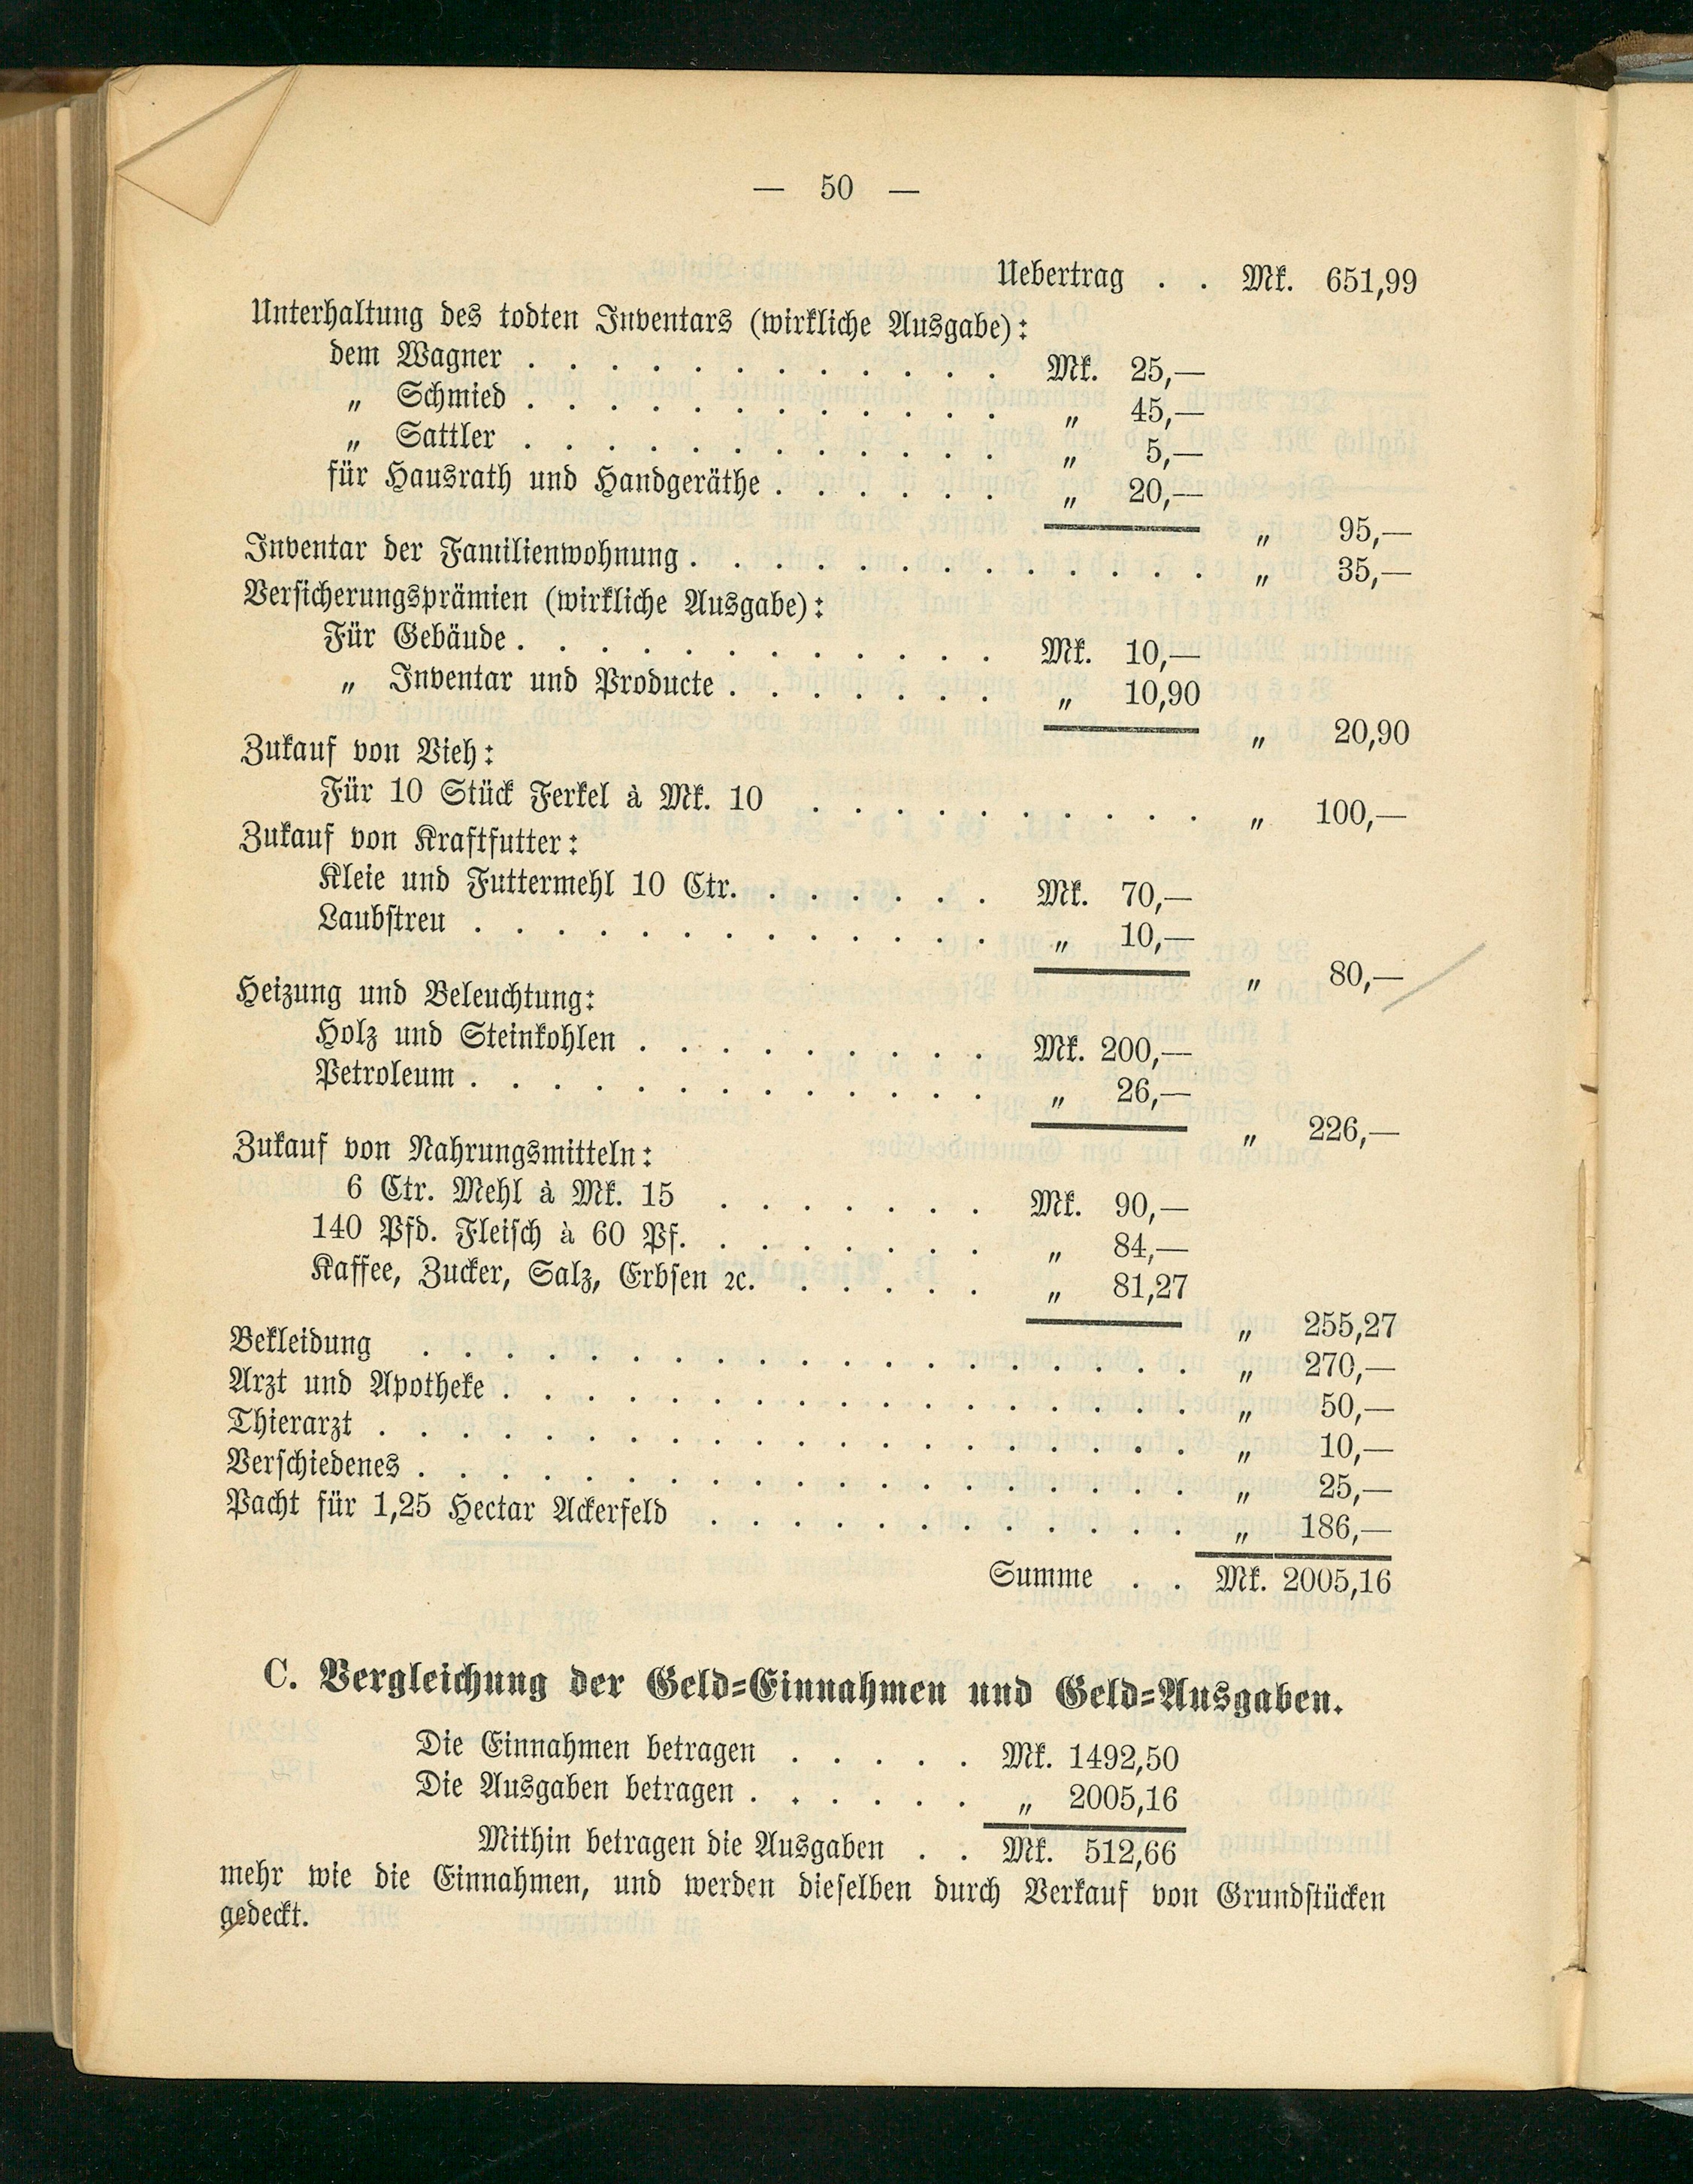 — 50 —
Uebertrag . . Mk. 651,99
Unterhaltung des todten Inventars (wirkliche Ausgabe):
dem Wagner . . . . . . . . . . . . Mk. 25,—
„ Schmied . . . . . . . . . . . . „ 45,—
„ Sattler . . . . . . . . . . . . „ 5,—
für Hausrath und Handgeräthe . . . . . . „ 20,—
„ 95,—
Inventar der Familienwohnung . . . . . . . . . . . . . „ 35,—
Versicherungsprämien (wirkliche Ausgabe):
Für Gebäude . . . . . . . . . . . . Mk. 10,—
„ Inventar und Producte . . . . . . . „ 10,90
„ 20,90
Zukauf von Vieh:
Für 10 Stück Ferkel à Mk. 10 . . . . . . . . . . „ 100,—
Zukauf von Kraftfutter:
Kleie und Futtermehl 10 Ctr. . . . . . . Mk. 70,—
Laubstreu . . . . . . . . . . . . . „ 10,—
„ 80,—
Heizung und Beleuchtung:
Holz und Steinkohlen . . . . . . . . . Mk. 200,—
Petroleum . . . . . . . . . . . . . „ 26,—
„ 226,—
Zukauf von Nahrungsmitteln:
6 Ctr. Mehl à Mk. 15 . . . . . . . Mk. 90,—
140 Pfd. Fleisch à 60 Pf. . . . . . . . „ 84,—
Kaffee, Zucker, Salz, Erbsen ꝛc. . . . . . „ 81,27
„ 255,27
Bekleidung . . . . . . . . . . . . . . . . . . . „ 270,—
Arzt und Apotheke . . . . . . . . . . . . . . . . . „ 50,—
Thierarzt . . . . . . . . . . . . . . . . . . . . „ 10,—
Verschiedenes . . . . . . . . . . . . . . . . . . . „ 25,—
Pacht für 1,25 Hectar Ackerfeld . . . . . . . . . . . . „ 186,—
Summe . . Mk. 2005,16
C. Vergleichung der Geld-Einnahmen und Geld-Ausgaben.
Die Einnahmen betragen . . . . . Mk. 1492,50
Die Ausgaben betragen . . . . . . „ 2005,16
Mithin betragen die Ausgaben . . Mk. 512,66
mehr wie die Einnahmen, und werden dieselben durch Verkauf von Grundstücken
gedeckt.